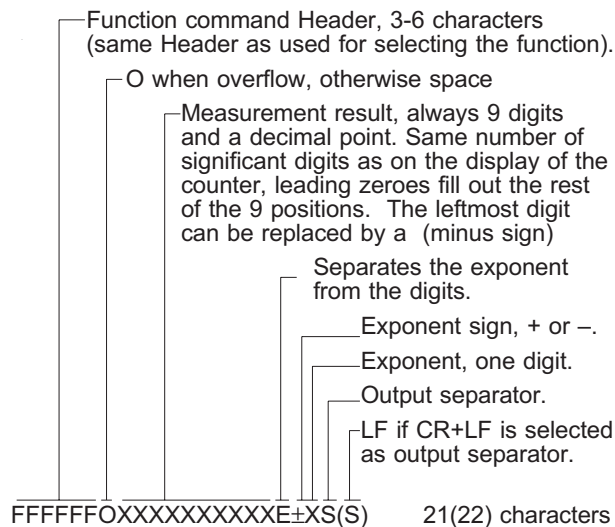 Function command Header, 3-6 characters
(same Header as used for selecting the function).
O when overflow, otherwise space
Measurement result, always 9 digits
and a decimal point. Same number of
significant digits as on the display of the
counter, leading zeroes fill out the rest
of the 9 positions. The leftmost digit
can be replaced by a (minus sign)
Separates the exponent
from the digits.
Exponent sign, + or –.
Exponent, one digit.
Output separator.
LF if CR+LF is selected
as output separator.
FFFFFFOXXXXXXXXXXE±XS(S) 21(22) characters